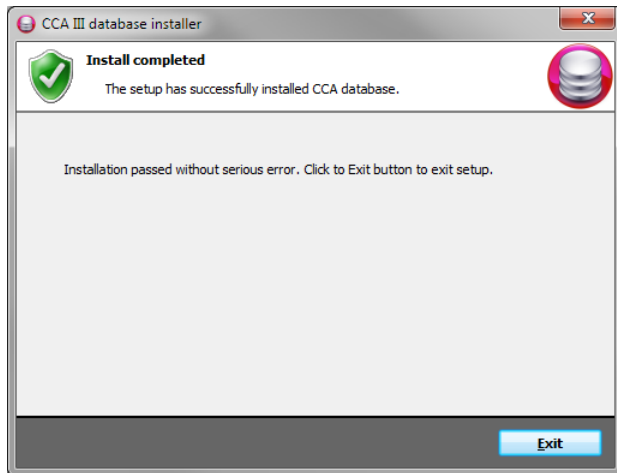 CCA III database installer
Install completed
The setup has successfully installed CCA database.
Installation passed without serious error. Click to Exit button to exit setup.
Exit